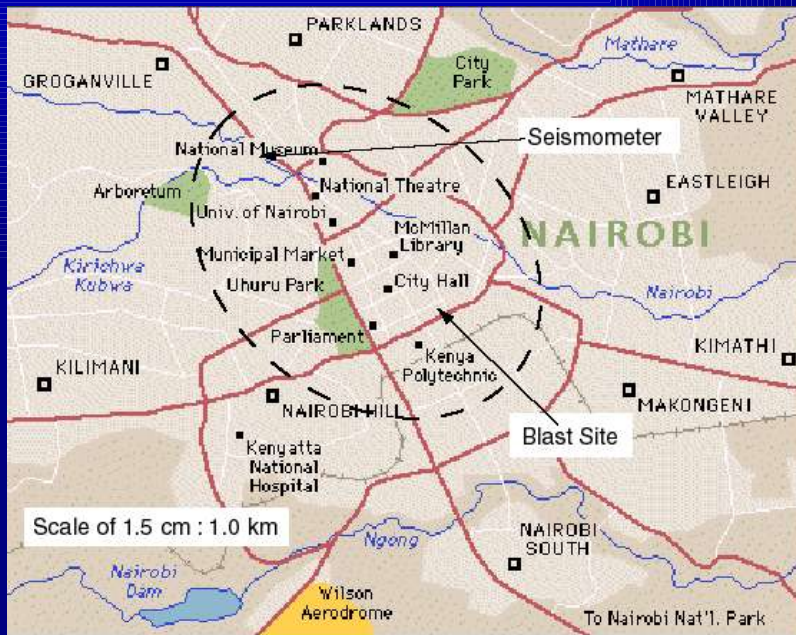 PARKLANDS
Mathare
GROGANVILLE
City
Park
MATHARE
VALLEY
Seismometer
National Museum
Arboretum
National Theatre
EASTLEIGH
Univ. of Nairobi
McMillan
Library
NAIROBI
Municipal Market
Kirichwa
Kubwa
Uhuru Park
City Hall
Nairobi
Parliament
Kenya
Polytechnic
KIMATHI
KILIMANI
NAIROBI HILL
MAKONGENI
Blast Site
Kenyatta
National
Hospital
Scale of 1.5 cm : 1.0 km
Ngong
NAIROBI
SOUTH
Nairobi
Dam
Wilson
Aerodrome
To Nairobi Nat'l. Park